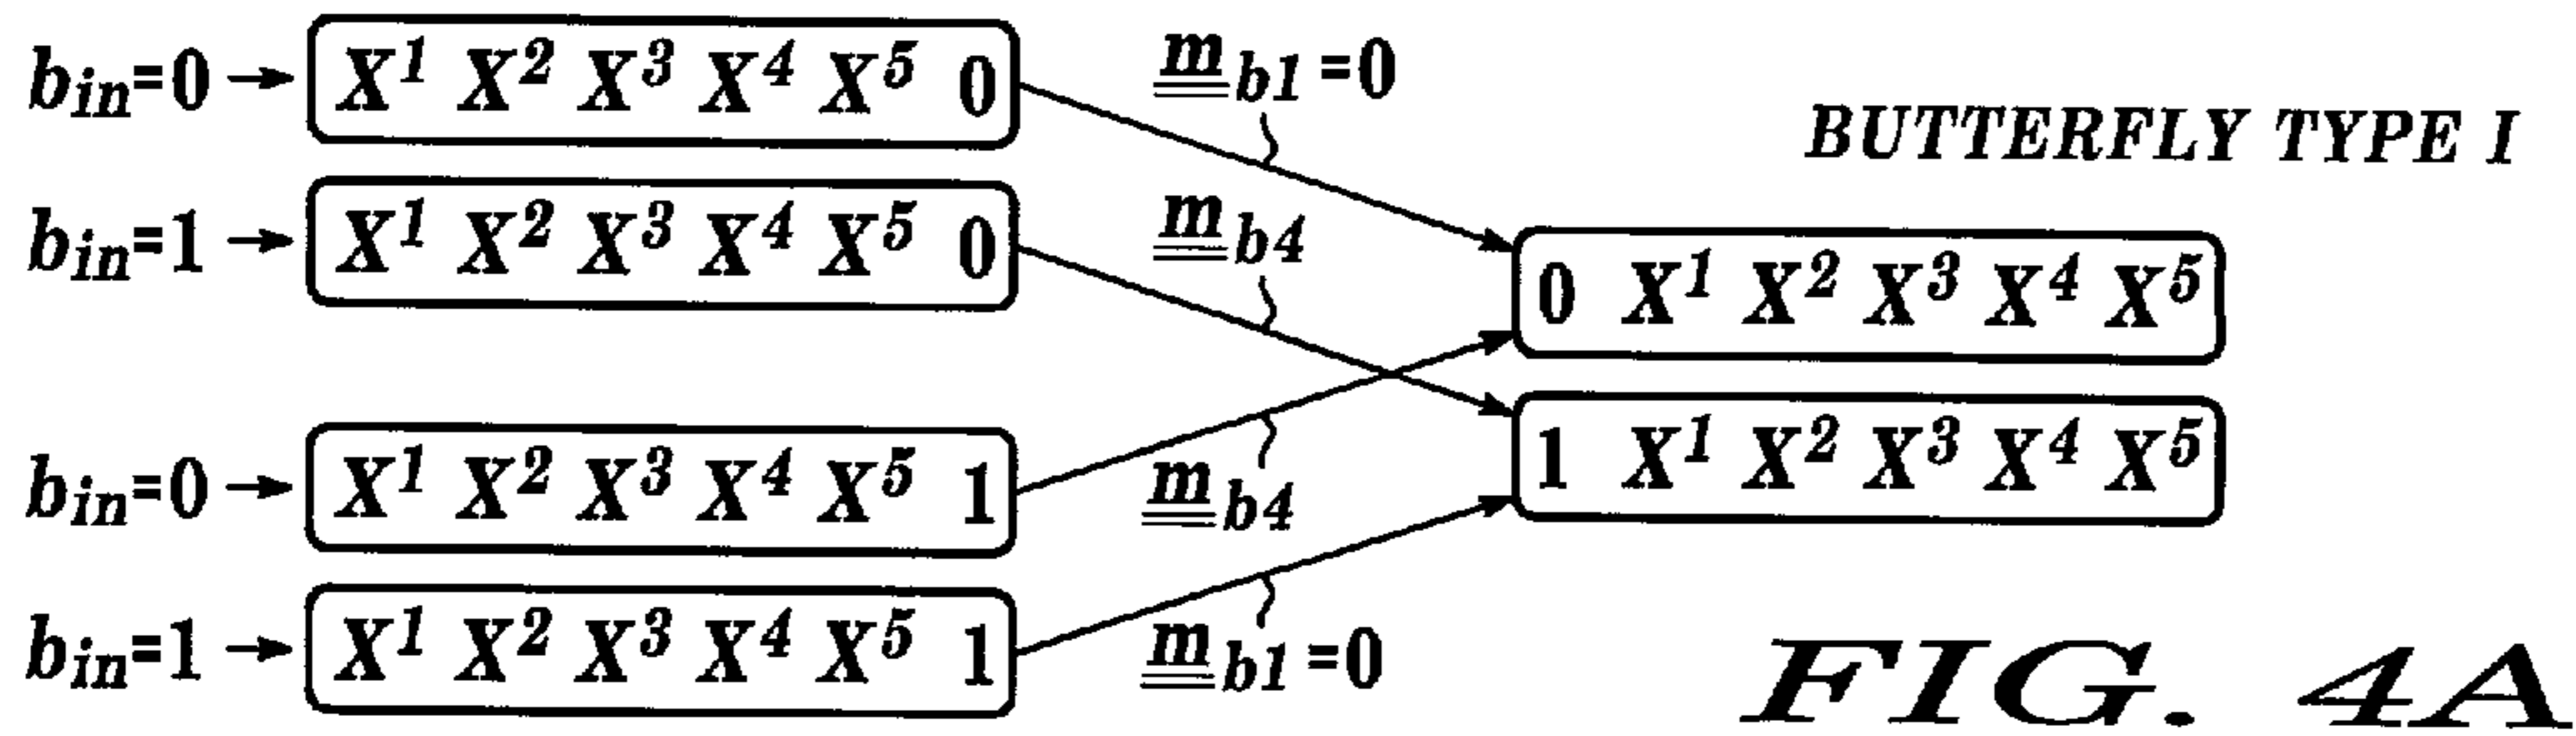 b_in=0 → X^1 X^2 X^3 X^4 X^5 0
m_b1 =0
BUTTERFLY TYPE I
b_in=1 → X^1 X^2 X^3 X^4 X^5 0
m_b4
0 X^1 X^2 X^3 X^4 X^5
1 X^1 X^2 X^3 X^4 X^5
b_in=0 → X^1 X^2 X^3 X^4 X^5 1
m_b4
b_in=1 → X^1 X^2 X^3 X^4 X^5 1
m_b1 =0
FIG. 4A